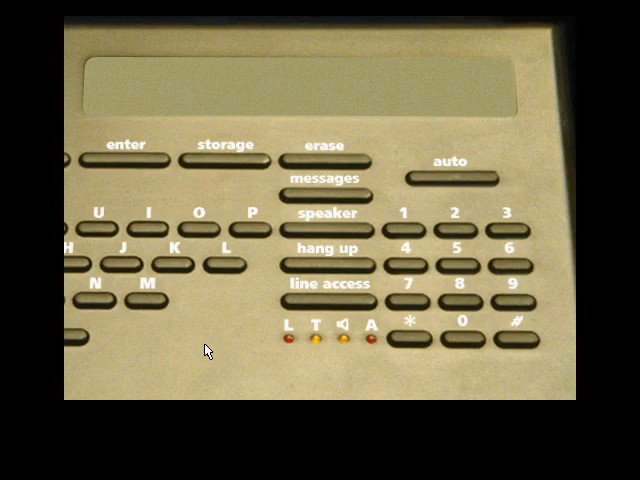 enter storage erase
auto
messages
U I O P speaker 1 2 3
H J K L hang up 4 5 6
N M line access 7 8 9
L T A * 0 #